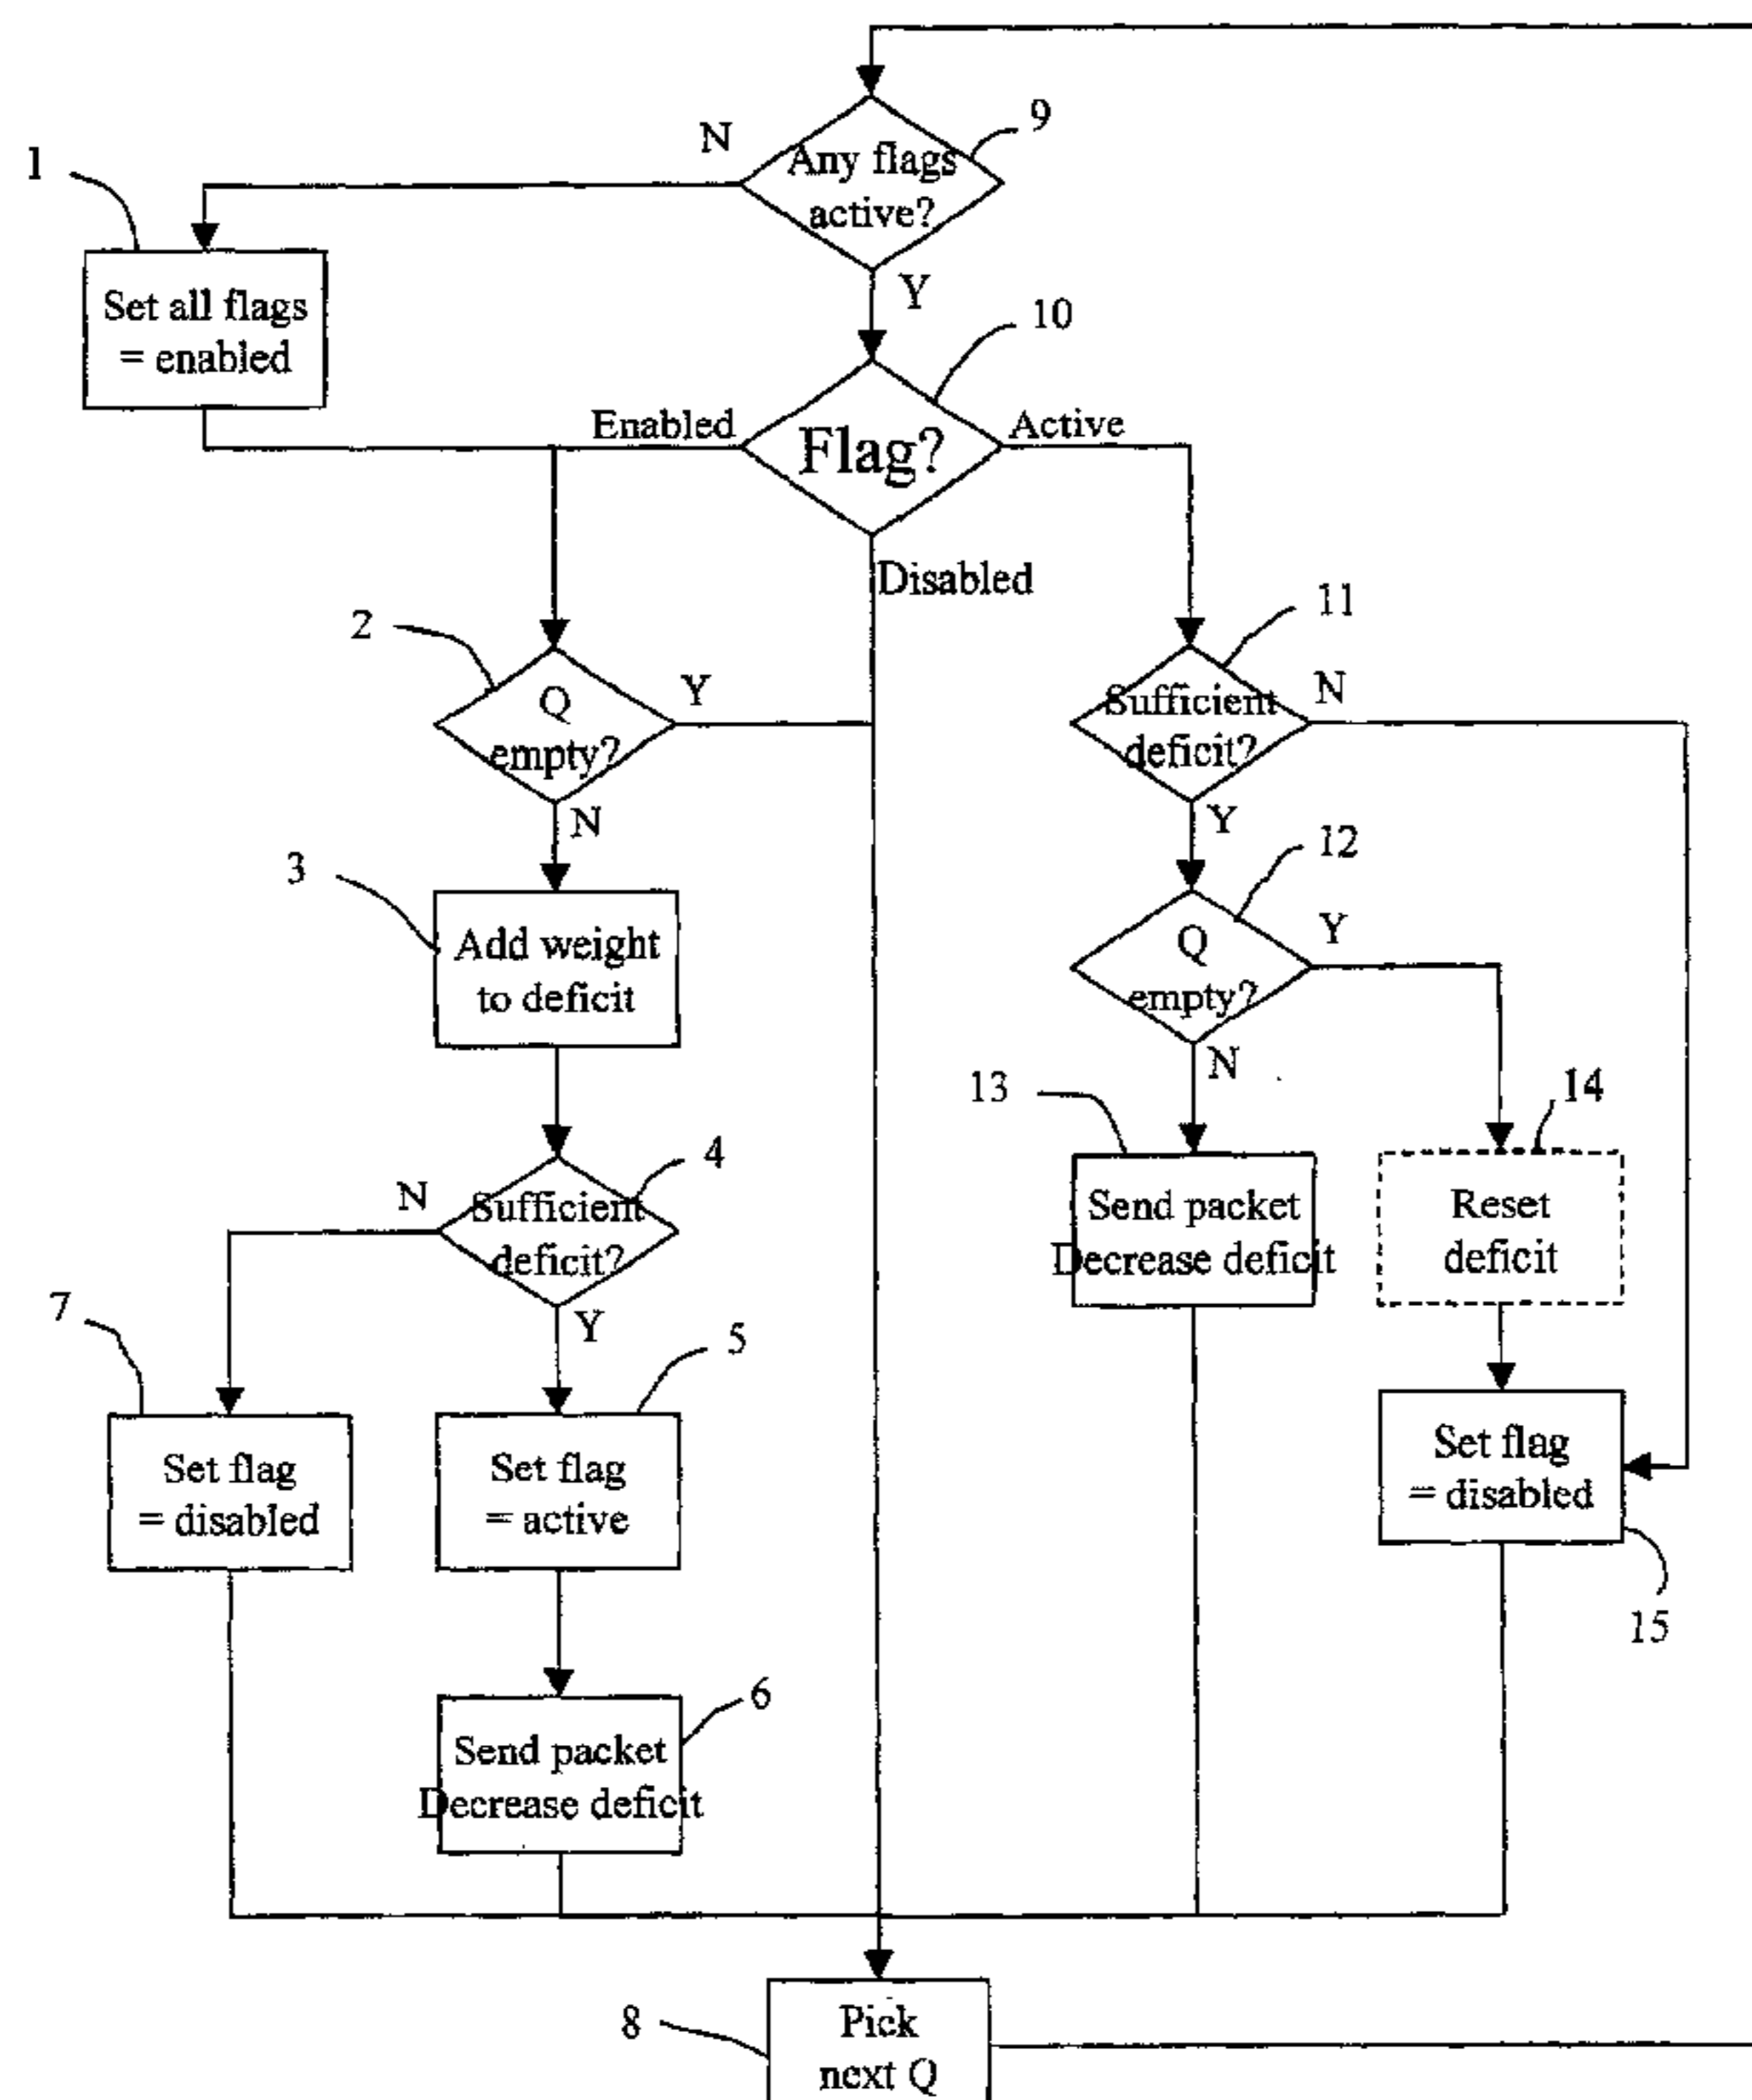 N
9
Any flags
active?
1
Y
Set all flags
= enabled
10
Enabled
Flag?
Active
Disabled
2
11
Q
empty?
Y
Sufficient
deficit?
N
N
Y
3
12
Add weight
to deficit
Q
empty?
Y
N
13
14
4
N
Sufficient
deficit?
Send packet
Decrease deficit
Reset
deficit
7
Y
5
Set flag
= disabled
Set flag
= active
Set flag
= disabled
15
6
Send packet
Decrease deficit
8
Pick
next Q